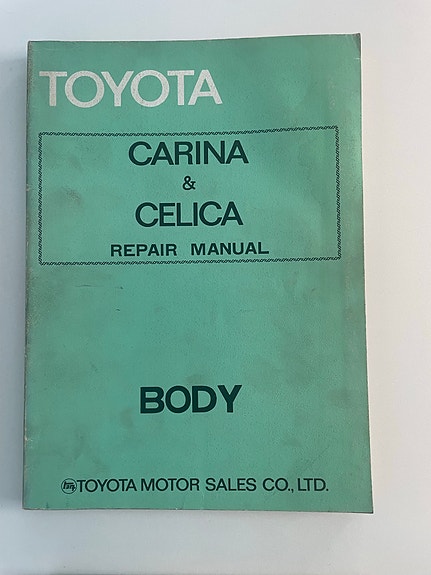 TOYOTA
CARINA
&
CELICA
REPAIR MANUAL
BODY
TOYOTA MOTOR SALES CO., LTD.